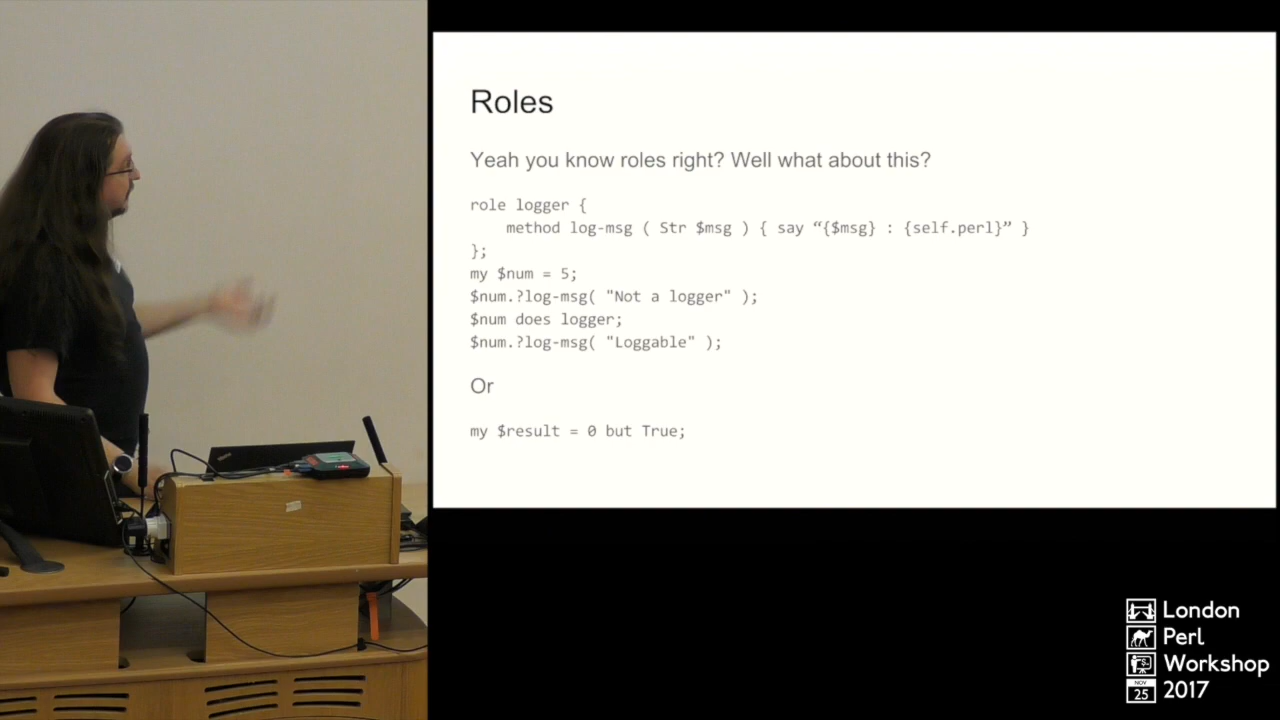 Roles
Yeah you know roles right? Well what about this?
role logger {
    method log-msg ( Str $msg ) { say “{$msg} : {self.perl}” }
};
my $num = 5;
$num.?log-msg( "Not a logger" );
$num does logger;
$num.?log-msg( "Loggable" );
Or
my $result = 0 but True;
London
Perl
Workshop
NOV
25
2017